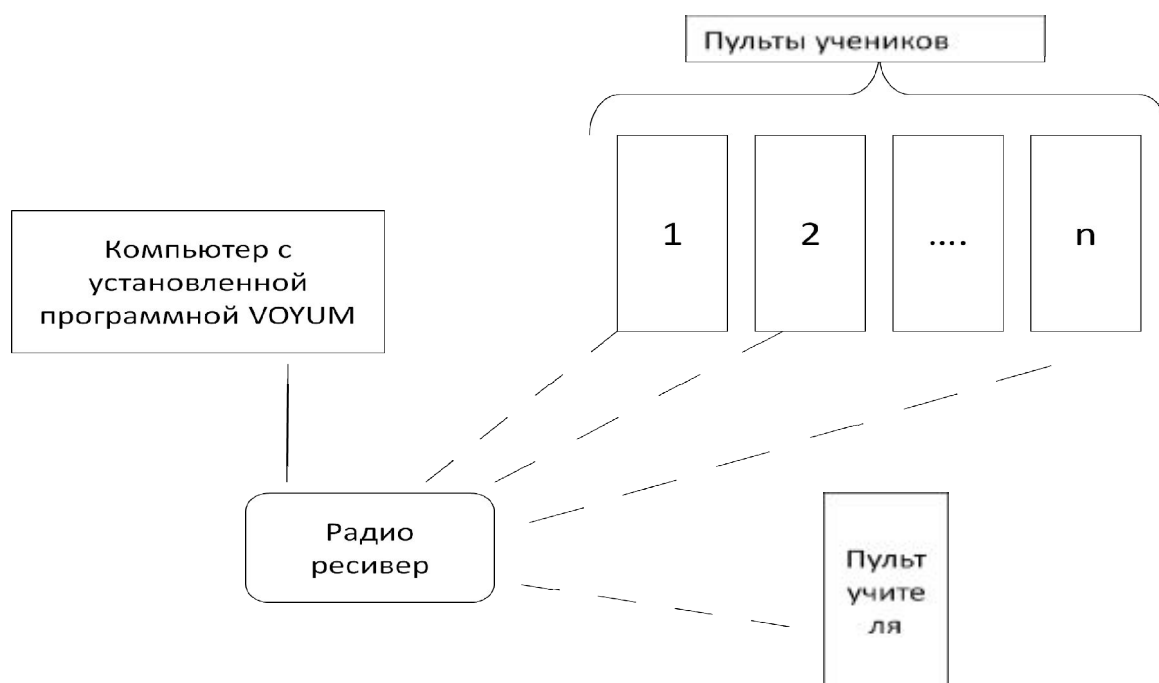 Пульты учеников
1
2
....
n
Компьютер с
установленной
программной VOYUM
Радио
ресивер
Пульт
учите
ля